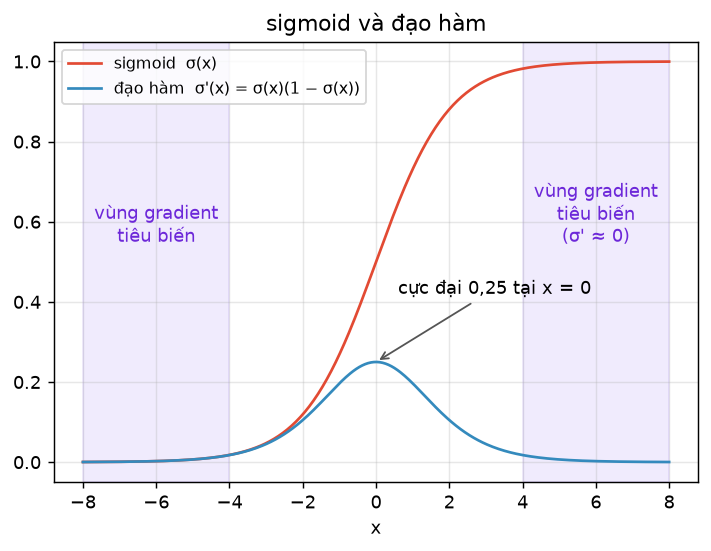 sigmoid và đạo hàm
sigmoid σ(x)
đạo hàm σ'(x) = σ(x)(1 − σ(x))
vùng gradient
tiêu biến
vùng gradient
tiêu biến
(σ' ≈ 0)
cực đại 0,25 tại x = 0
1.0
0.8
0.6
0.4
0.2
0.0
−8 −6 −4 −2 0 2 4 6 8
x